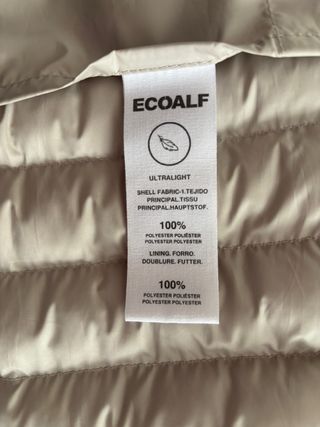 ECOALF
ULTRALIGHT
SHELL FABRIC-1.TEJIDO
PRINCIPAL.TISSU
PRINCIPAL.HAUPTSTOF.
100%
POLYESTER POLIÉSTER
POLYESTER POLYESTER
LINING. FORRO.
DOUBLURE. FUTTER.
100%
POLYESTER POLIÉSTER
POLYESTER POLYESTER